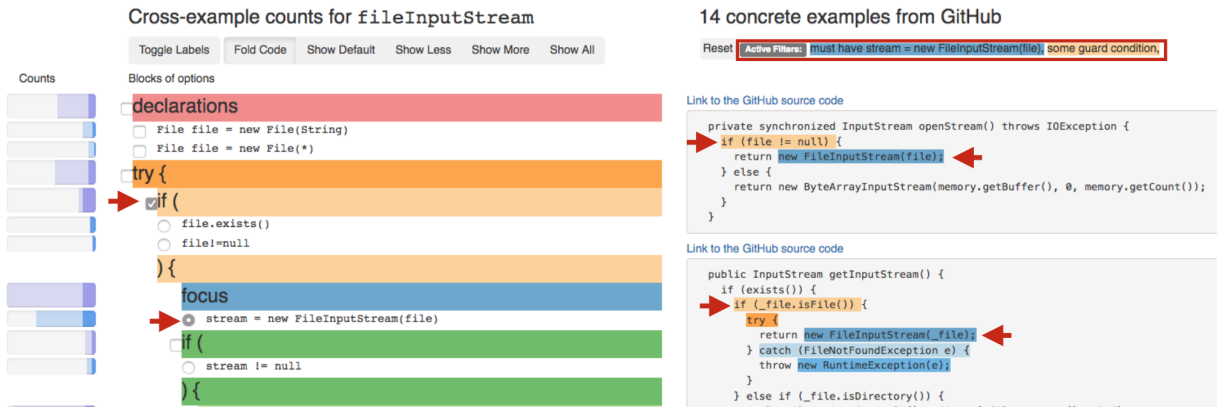 Cross-example counts for fileInputStream
Toggle Labels Fold Code Show Default Show Less Show More Show All
Counts
Blocks of options
declarations
File file = new File(String)
File file = new File(*)
try {
if (
file.exists()
file!=null
) {
focus
stream = new FileInputStream(file)
if (
stream != null
) {
14 concrete examples from GitHub
Reset Active Filters: must have stream = new FileInputStream(file), some guard condition,
Link to the GitHub source code
private synchronized InputStream openStream() throws IOException {
if (file != null) {
return new FileInputStream(file);
} else {
return new ByteArrayInputStream(memory.getBuffer(), 0, memory.getCount());
}
}
Link to the GitHub source code
public InputStream getInputStream() {
if (exists()) {
if (_file.isFile()) {
try {
return new FileInputStream(_file);
} catch (FileNotFoundException e) {
throw new RuntimeException(e);
}
} else if (_file.isDirectory()) {